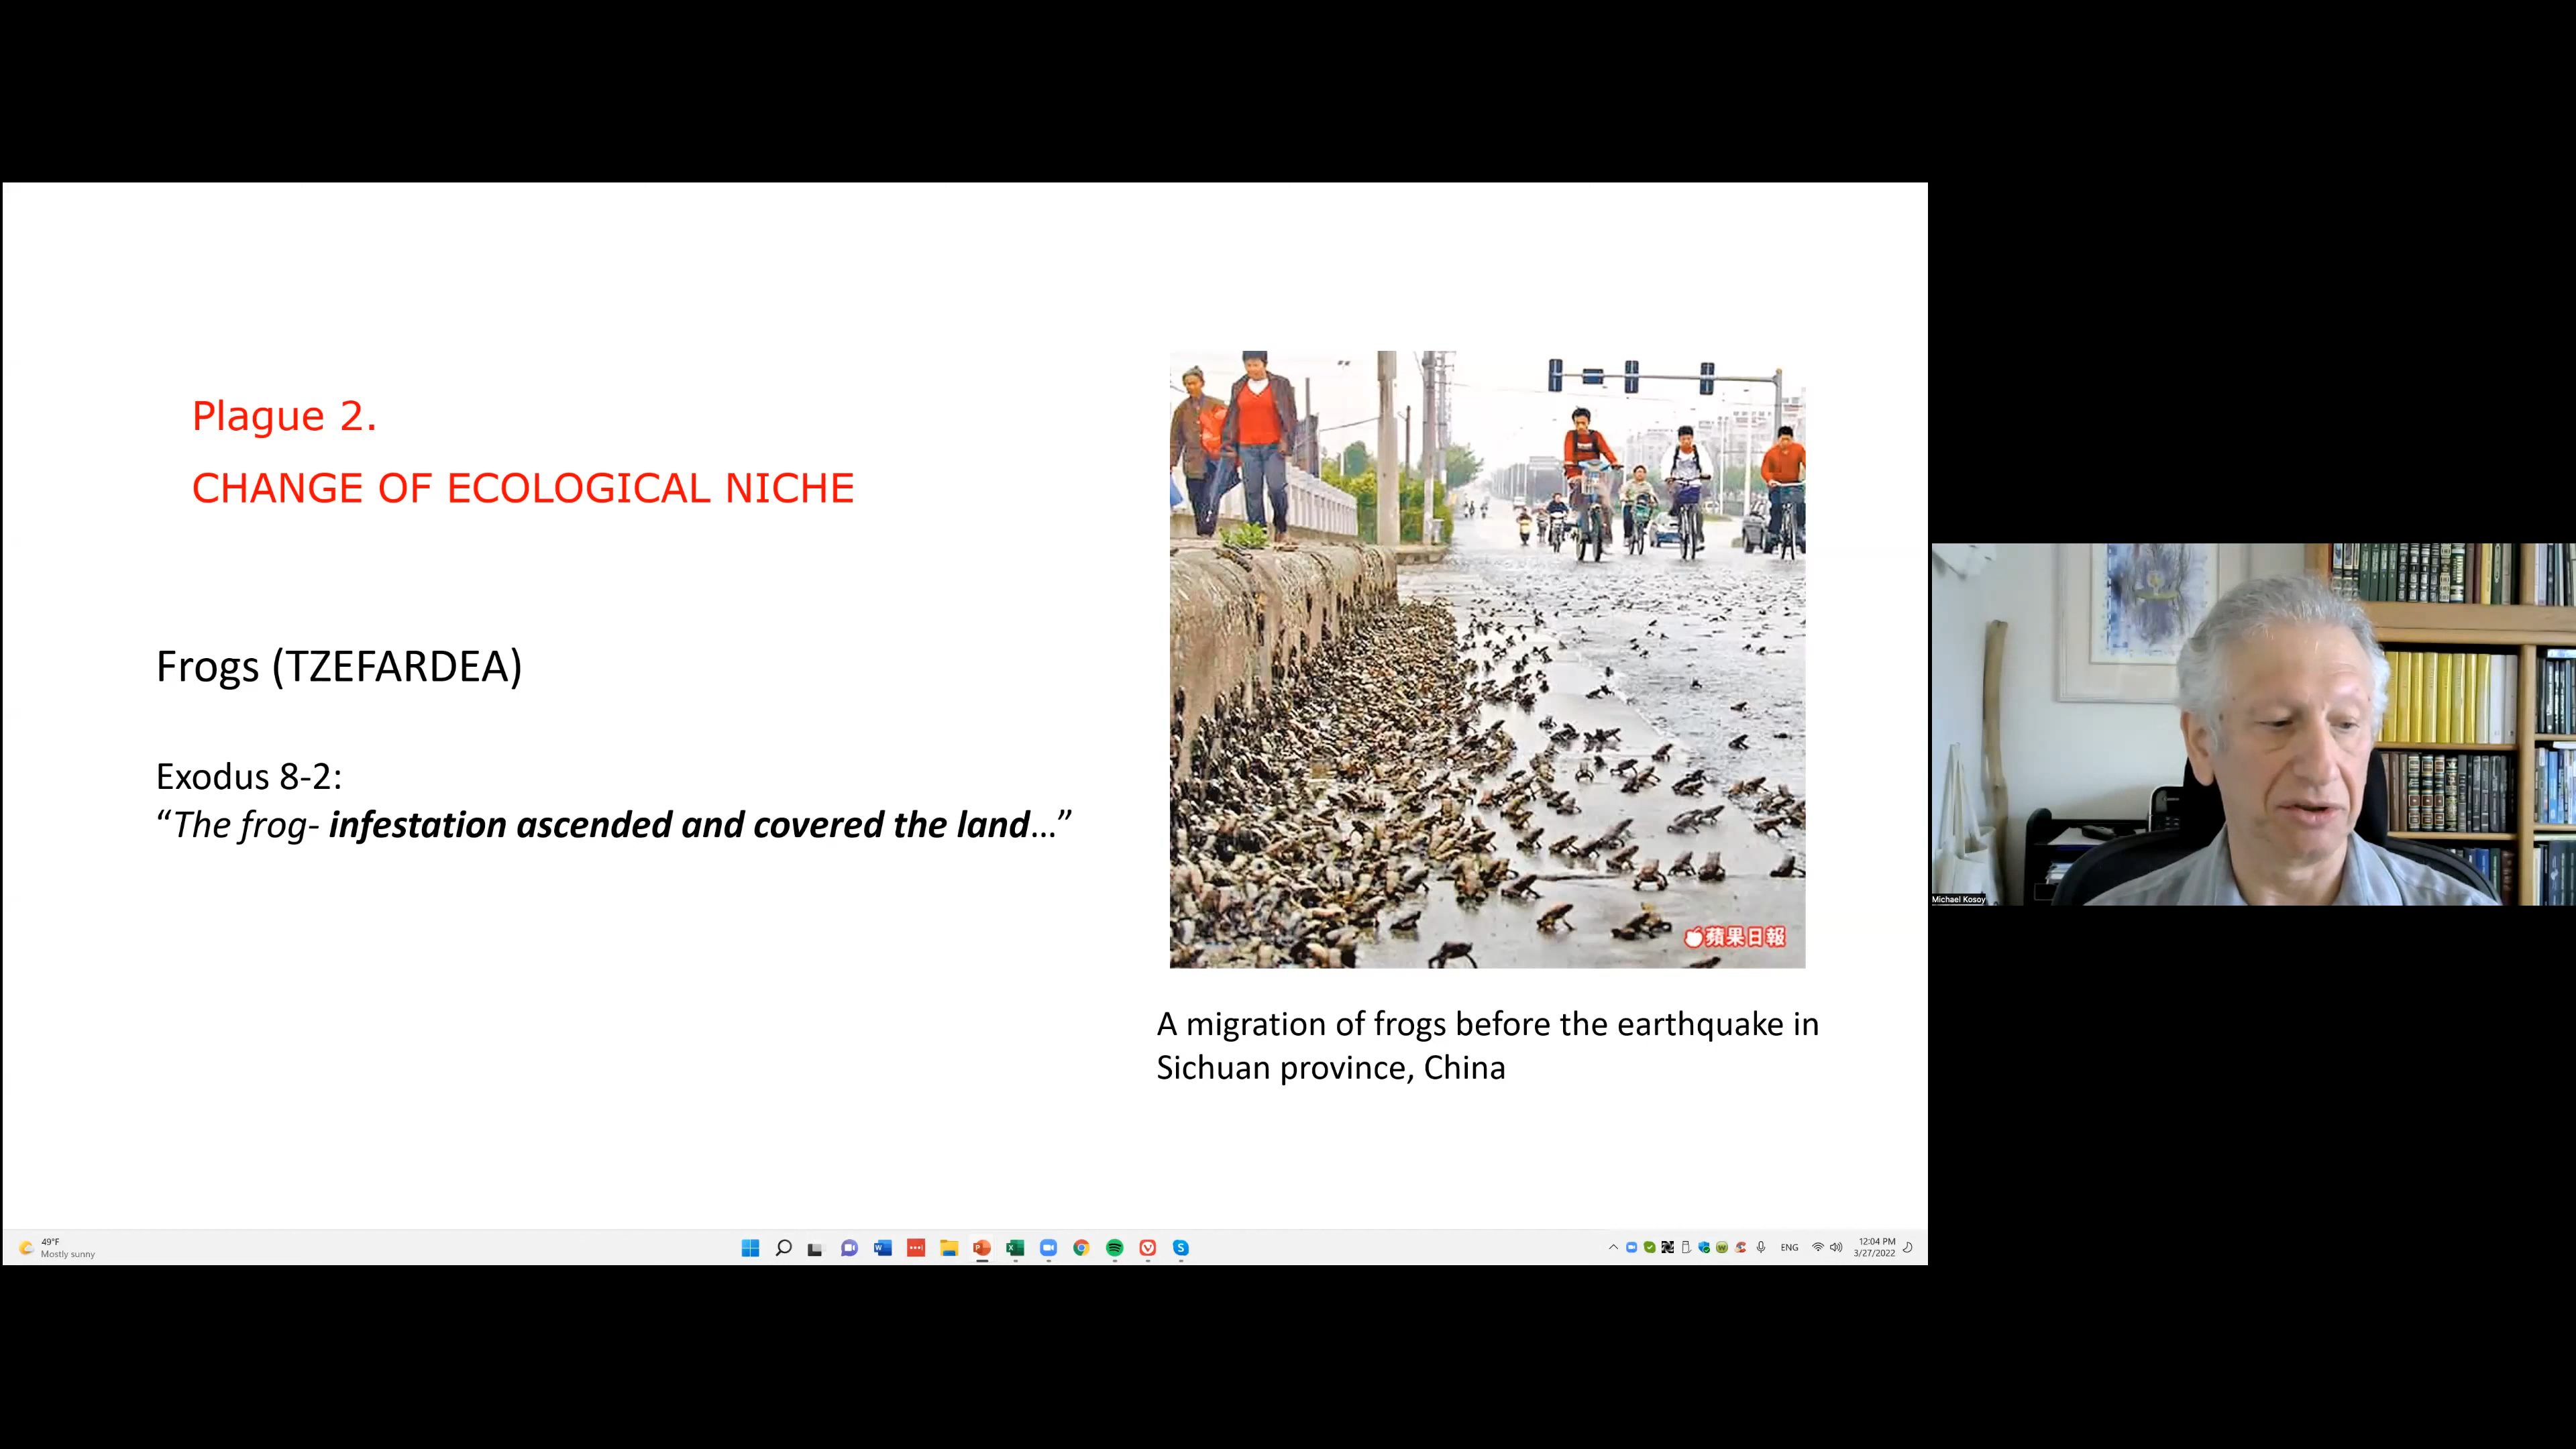 Plague 2.
CHANGE OF ECOLOGICAL NICHE
Frogs (TZEFARDEA)
Exodus 8-2:
“The frog- infestation ascended and covered the land…”
蘋果日報
A migration of frogs before the earthquake in
Sichuan province, China
Michael Kosoy
49°F
Mostly sunny
ENG
12:04 PM
3/27/2022